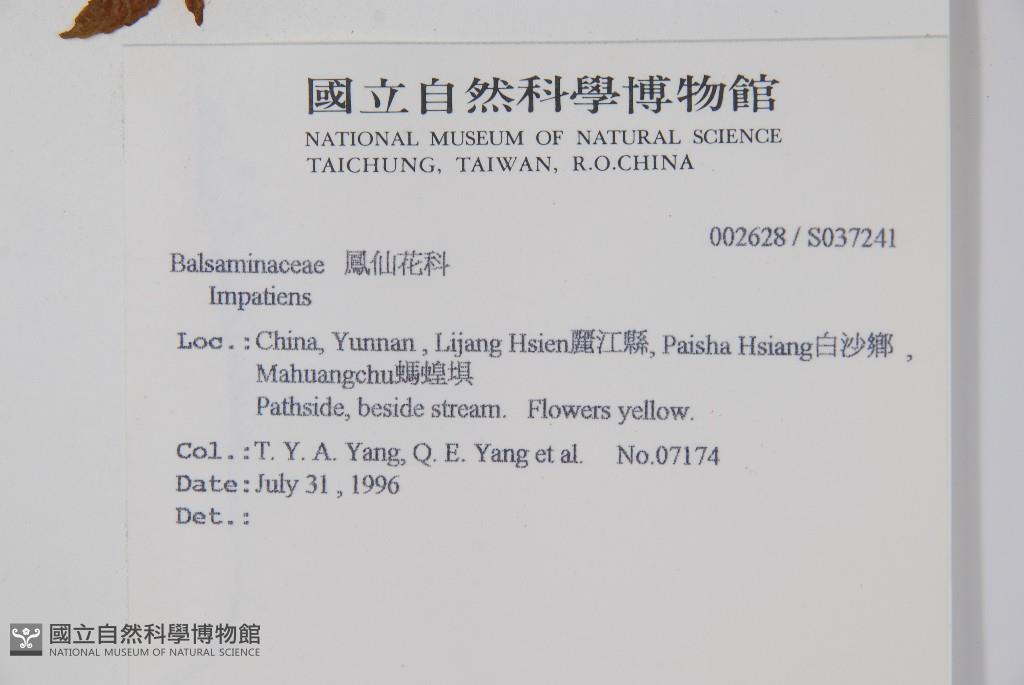 國立自然科學博物館
NATIONAL MUSEUM OF NATURAL SCIENCE
TAICHUNG, TAIWAN, R.O.CHINA
002628 / S037241
Balsaminaceae 鳳仙花科
Impatiens
Loc.:China, Yunnan , Lijang Hsien麗江縣, Paisha Hsiang白沙鄉 ,
Mahuangchu螞蝗埧
Pathside, beside stream. Flowers yellow.
Col.:T. Y. A. Yang, Q. E. Yang et al. No.07174
Date:July 31 , 1996
Det.:
國立自然科學博物館
NATIONAL MUSEUM OF NATURAL SCIENCE